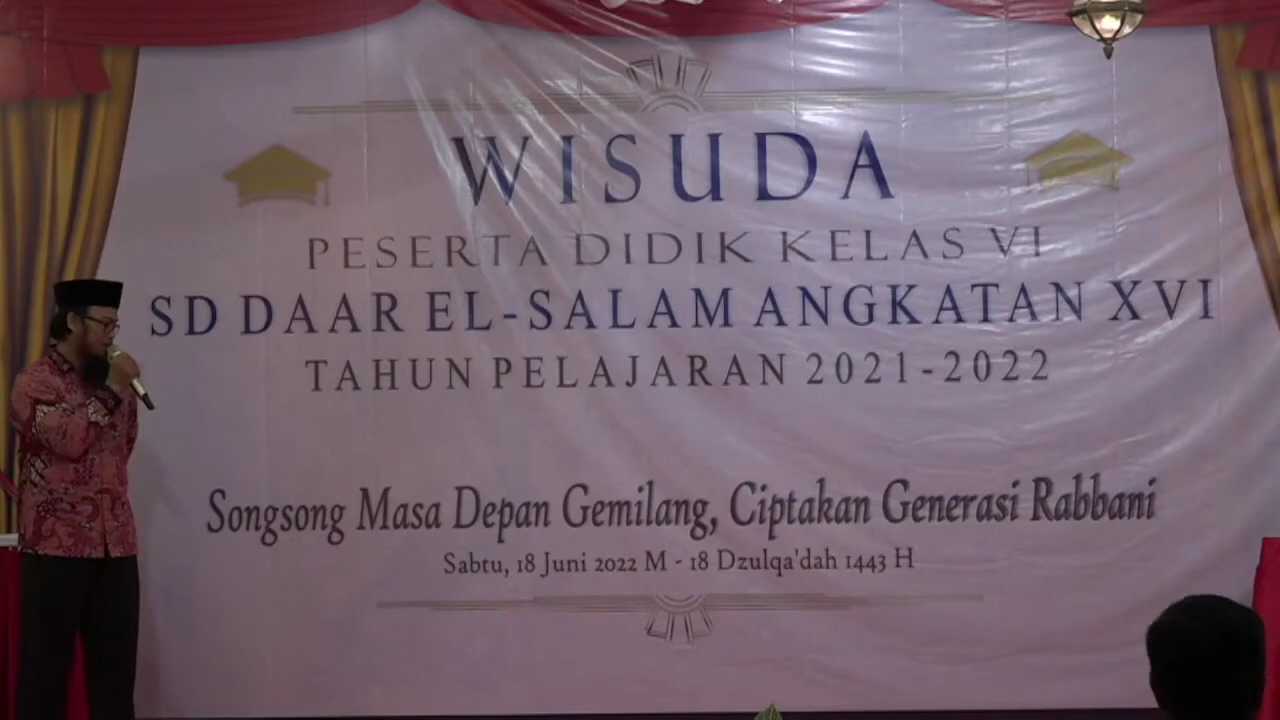 WISUDA
PESERTA DIDIK KELAS VI
SD DAAR EL-SALAM ANGKATAN XVI
TAHUN PELAJARAN 2021-2022
Songsong Masa Depan Gemilang, Ciptakan Generasi Rabbani
Sabtu, 18 Juni 2022 M - 18 Dzulqa'dah 1443 H